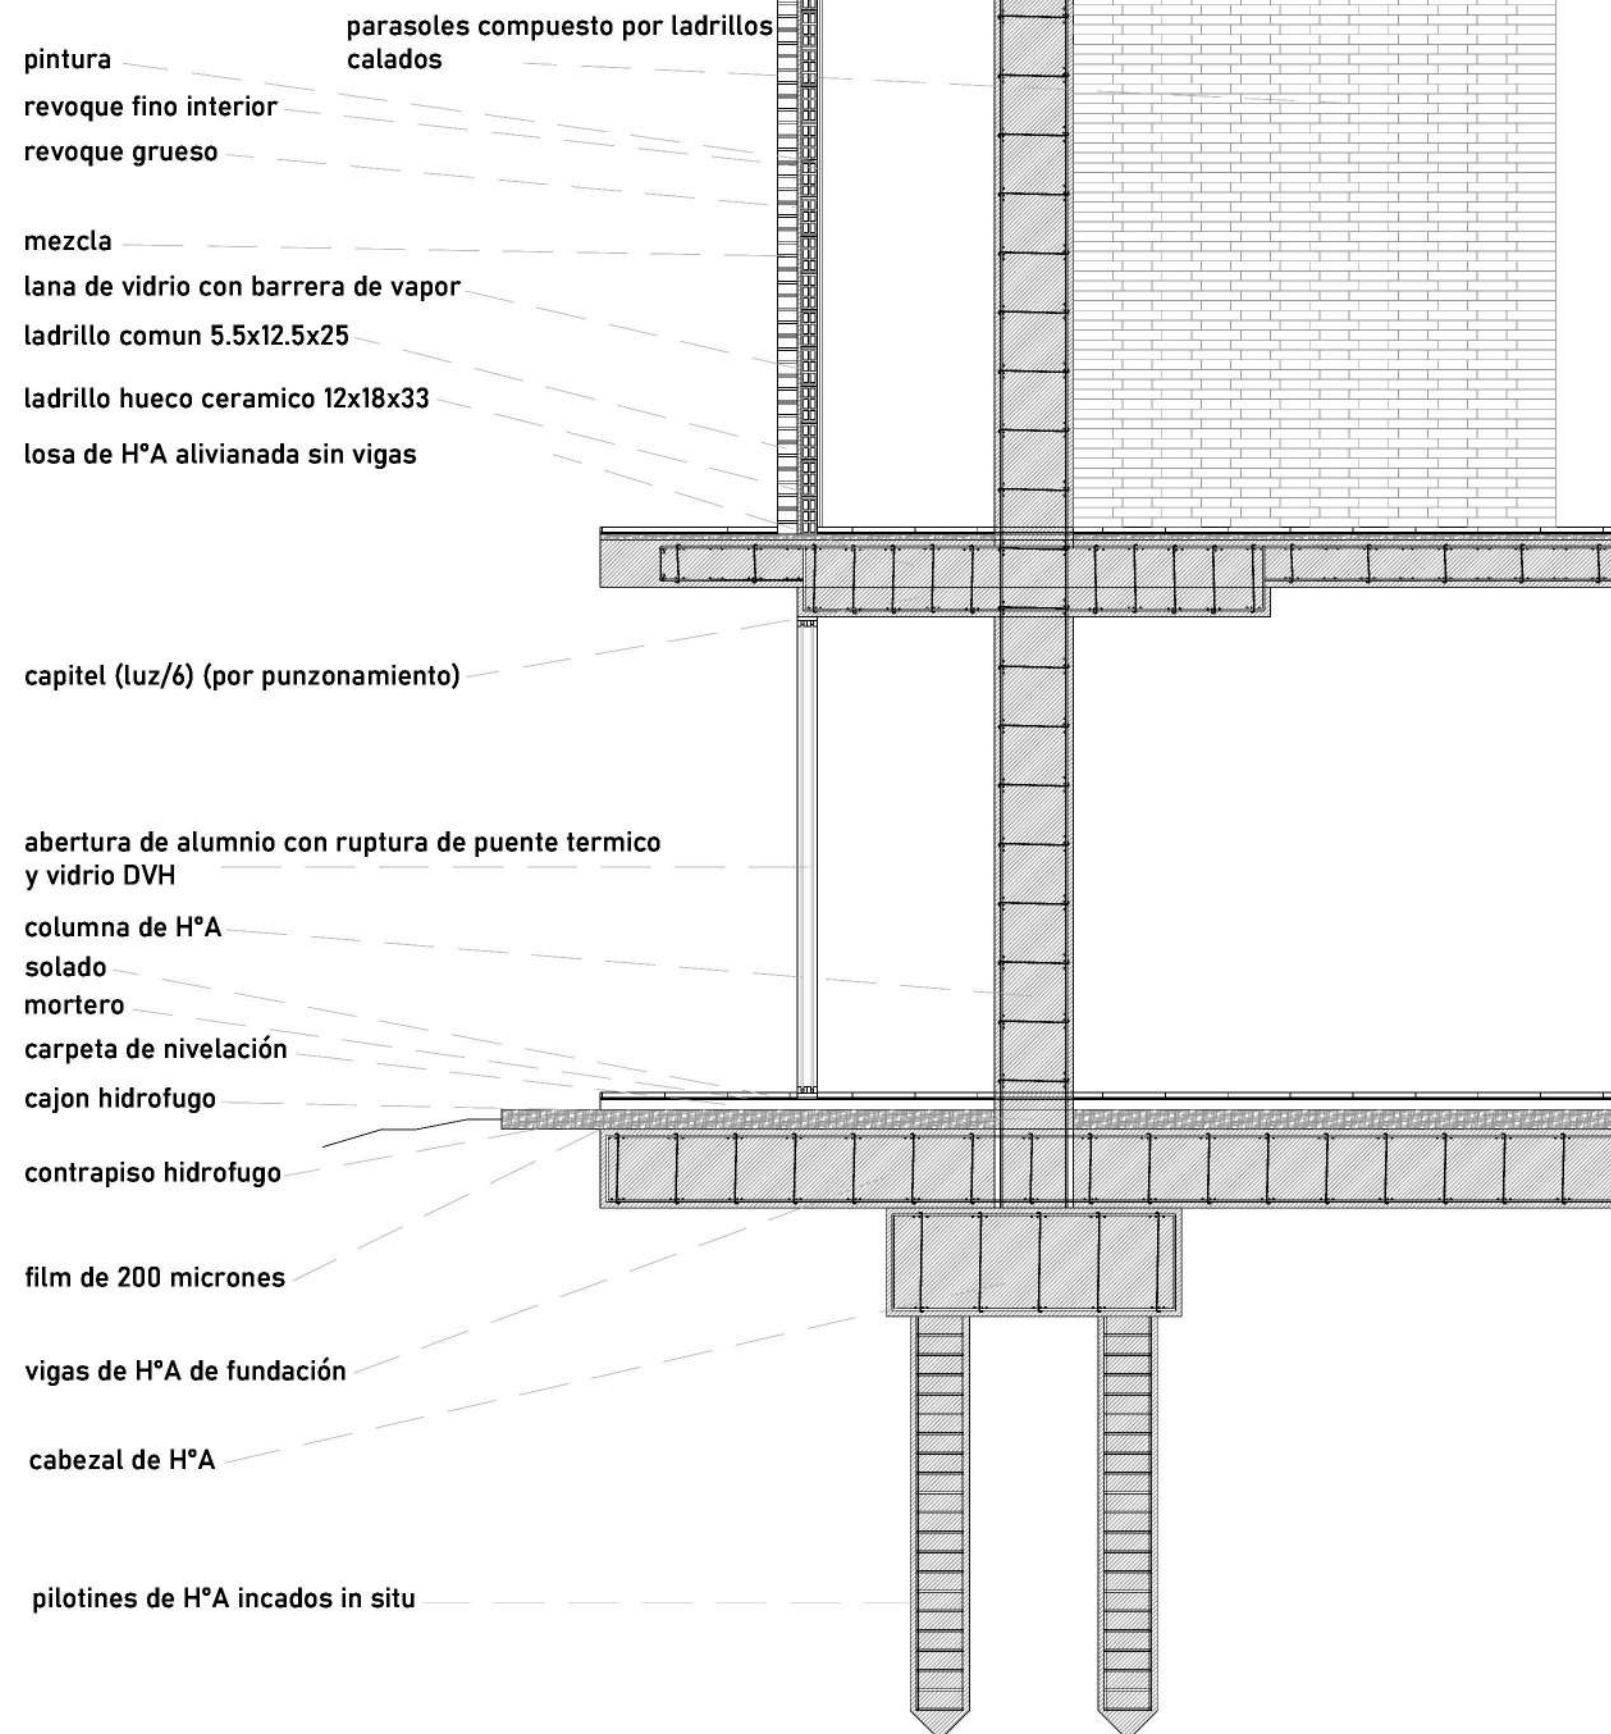 parasoles compuesto por ladrillos
calados
pintura
revoque fino interior
revoque grueso
mezcla
lana de vidrio con barrera de vapor
ladrillo comun 5.5x12.5x25
ladrillo hueco ceramico 12x18x33
losa de H°A alivianada sin vigas
capitel (luz/6) (por punzonamiento)
abertura de alumnio con ruptura de puente termico
y vidrio DVH
columna de H°A
solado
mortero
carpeta de nivelación
cajon hidrofugo
contrapiso hidrofugo
film de 200 micrones
vigas de H°A de fundación
cabezal de H°A
pilotines de H°A incados in situ